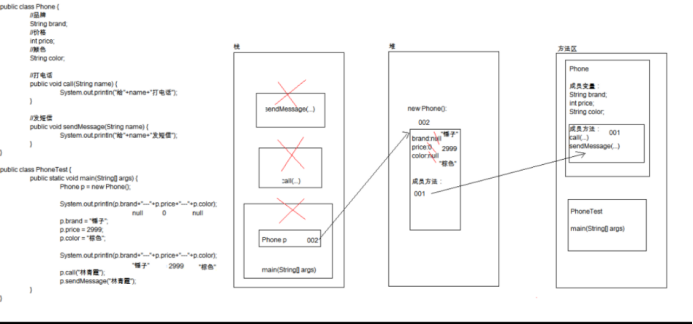 public class Phone {
//品牌
String brand;
//价格
int price;
//颜色
String color;
//打电话
public void call(String name) {
System.out.println("给"+name+"打电话");
}
//发短信
public void sendMessage(String name) {
System.out.println("给"+name+"发短信");
}
}
public class PhoneTest {
public static void main(String[] args) {
Phone p = new Phone();
System.out.println(p.brand+"---"+p.price+"---"+p.color);
null 0 null
p.brand = "锤子";
p.price = 2999;
p.color = "棕色";
System.out.println(p.brand+"---"+p.price+"---"+p.color);
"锤子" 2999 "棕色"
p.call("林青霞");
p.sendMessage("林青霞");
}
}
栈
sendMessage(...)
call(...)
Phone p 002
main(String[] args)
堆
new Phone();
002
brand:null "锤子"
price:0 2999
color:null
"棕色"
成员方法：
001
方法区
Phone
成员变量：
String brand;
int price;
String color;
成员方法： 001
call(...)
sendMessage(...)
PhoneTest
main(String[] args)